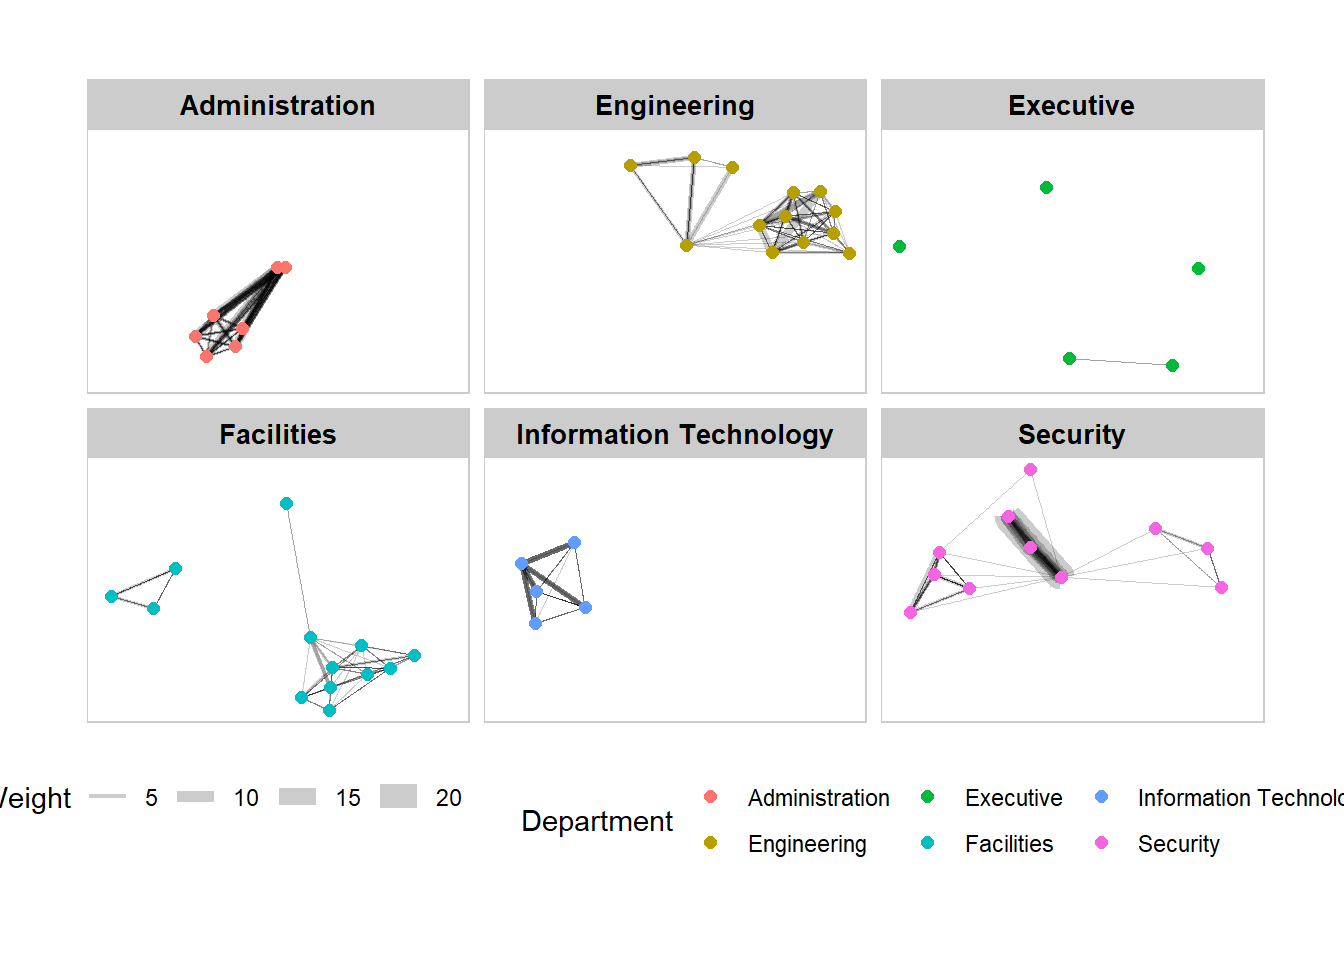 Administration
Engineering
Executive
Facilities
Information Technology
Security
5
10
15
20
Department
Administration
Executive
Engineering
Facilities
Security